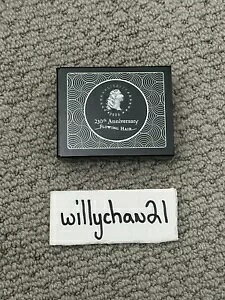 230th Anniversary
FLOWING HAIR
willychan21